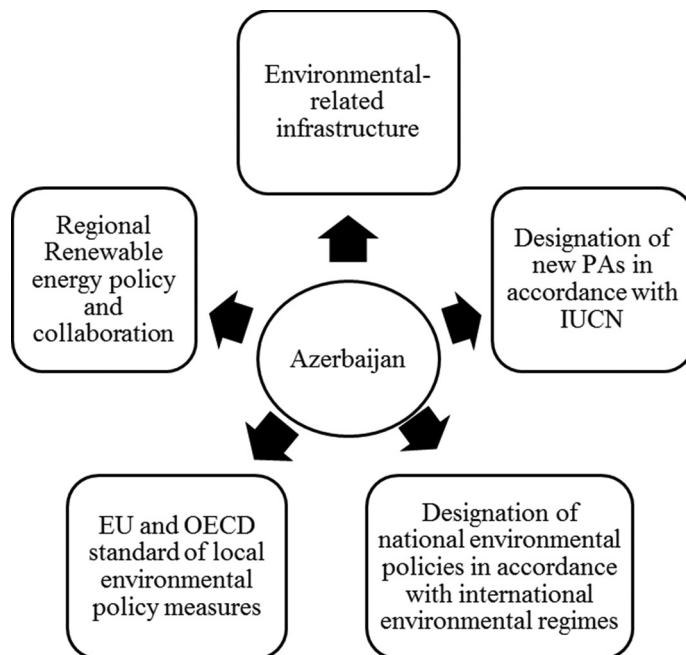 Environmental-
related
infrastructure
Regional
Renewable
energy policy
and
collaboration
Designation of
new PAs in
accordance with
IUCN
Azerbaijan
EU and OECD
standard of local
environmental
policy measures
Designation of
national environmental
policies in accordance
with international
environmental regimes